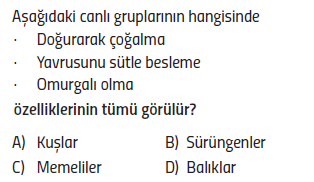 Aşağıdaki canlı gruplarının hangisinde
· Doğurarak çoğalma
· Yavrusunu sütle besleme
· Omurgalı olma
özelliklerinin tümü görülür?
A) Kuşlar B) Sürüngenler
C) Memeliler D) Balıklar